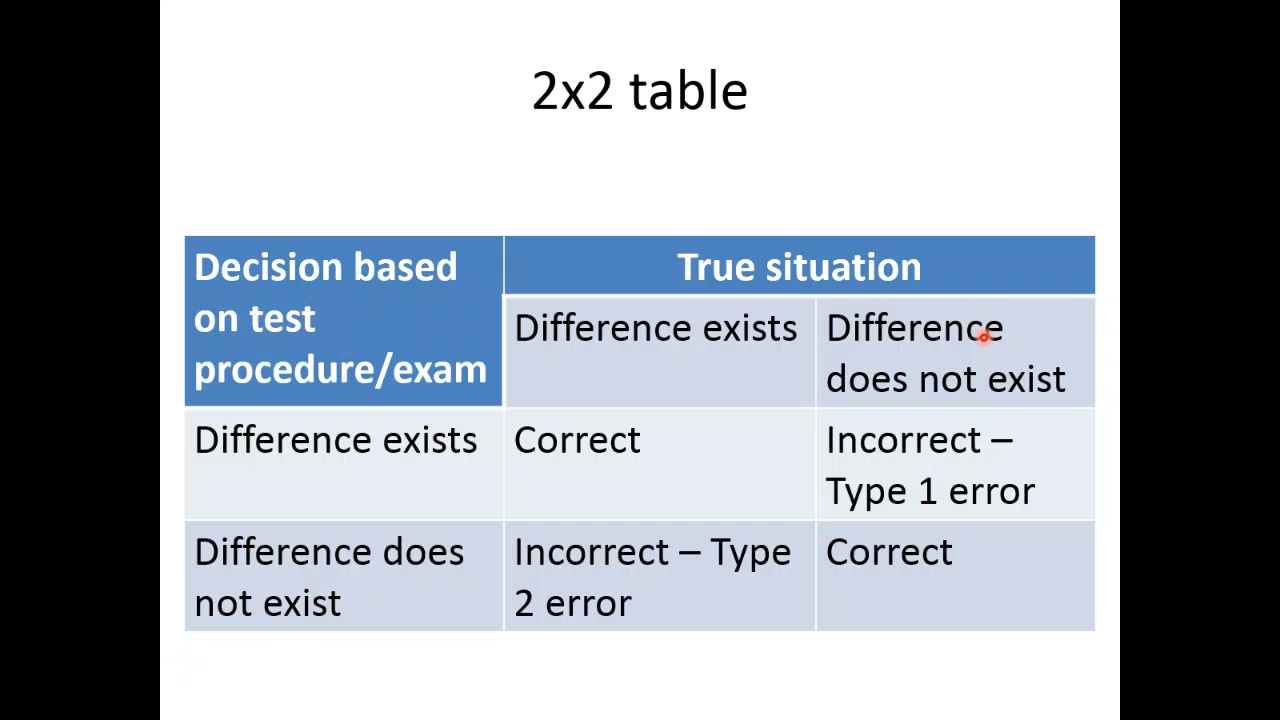 2x2 table
Decision based
on test
procedure/exam
True situation
Difference exists
Difference
does not exist
Difference exists
Correct
Incorrect –
Type 1 error
Difference does
not exist
Incorrect – Type
2 error
Correct